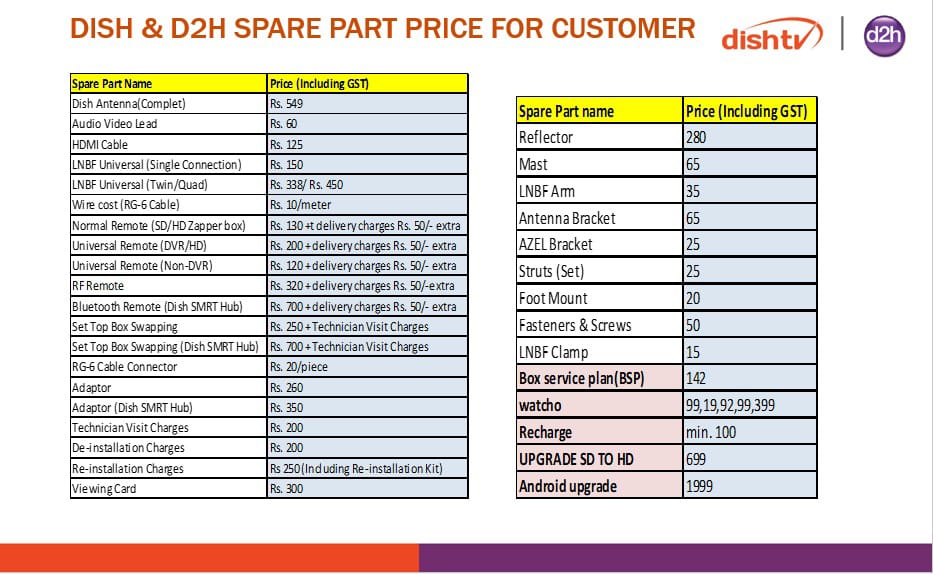 DISH & D2H SPARE PART PRICE FOR CUSTOMER
dishtv
d2h
Spare Part Name Price (Including GST)
Dish Antenna(Complet) Rs. 549
Audio Video Lead Rs. 60
HDMI Cable Rs. 125
LNBF Universal (Single Connection) Rs. 150
LNBF Universal (Twin/Quad) Rs. 338/ Rs. 450
Wire cost (RG-6 Cable) Rs. 10/meter
Normal Remote (SD/HD Zapper box) Rs. 130 +t delivery charges Rs. 50/- extra
Universal Remote (DVR/HD) Rs. 200 + delivery charges Rs. 50/- extra
Universal Remote (Non-DVR) Rs. 120 + delivery charges Rs. 50/- extra
RF Remote Rs. 320 + delivery charges Rs. 50/-extra
Bluetooth Remote (Dish SMRT Hub) Rs. 700 + delivery charges Rs. 50/- extra
Set Top Box Swapping Rs. 250 + Technician Visit Charges
Set Top Box Swapping (Dish SMRT Hub) Rs. 700 + Technician Visit Charges
RG-6 Cable Connector Rs. 20/piece
Adaptor Rs. 260
Adaptor (Dish SMRT Hub) Rs. 350
Technician Visit Charges Rs. 200
De-installation Charges Rs. 200
Re-installation Charges Rs 250(Including Re-installation Kit)
Viewing Card Rs. 300
Spare Part name Price (Including GST)
Reflector 280
Mast 65
LNBF Arm 35
Antenna Bracket 65
AZEL Bracket 25
Struts (Set) 25
Foot Mount 20
Fasteners & Screws 50
LNBF Clamp 15
Box service plan(BSP) 142
watcho 99,19,92,99,399
Recharge min. 100
UPGRADE SD TO HD 699
Android upgrade 1999